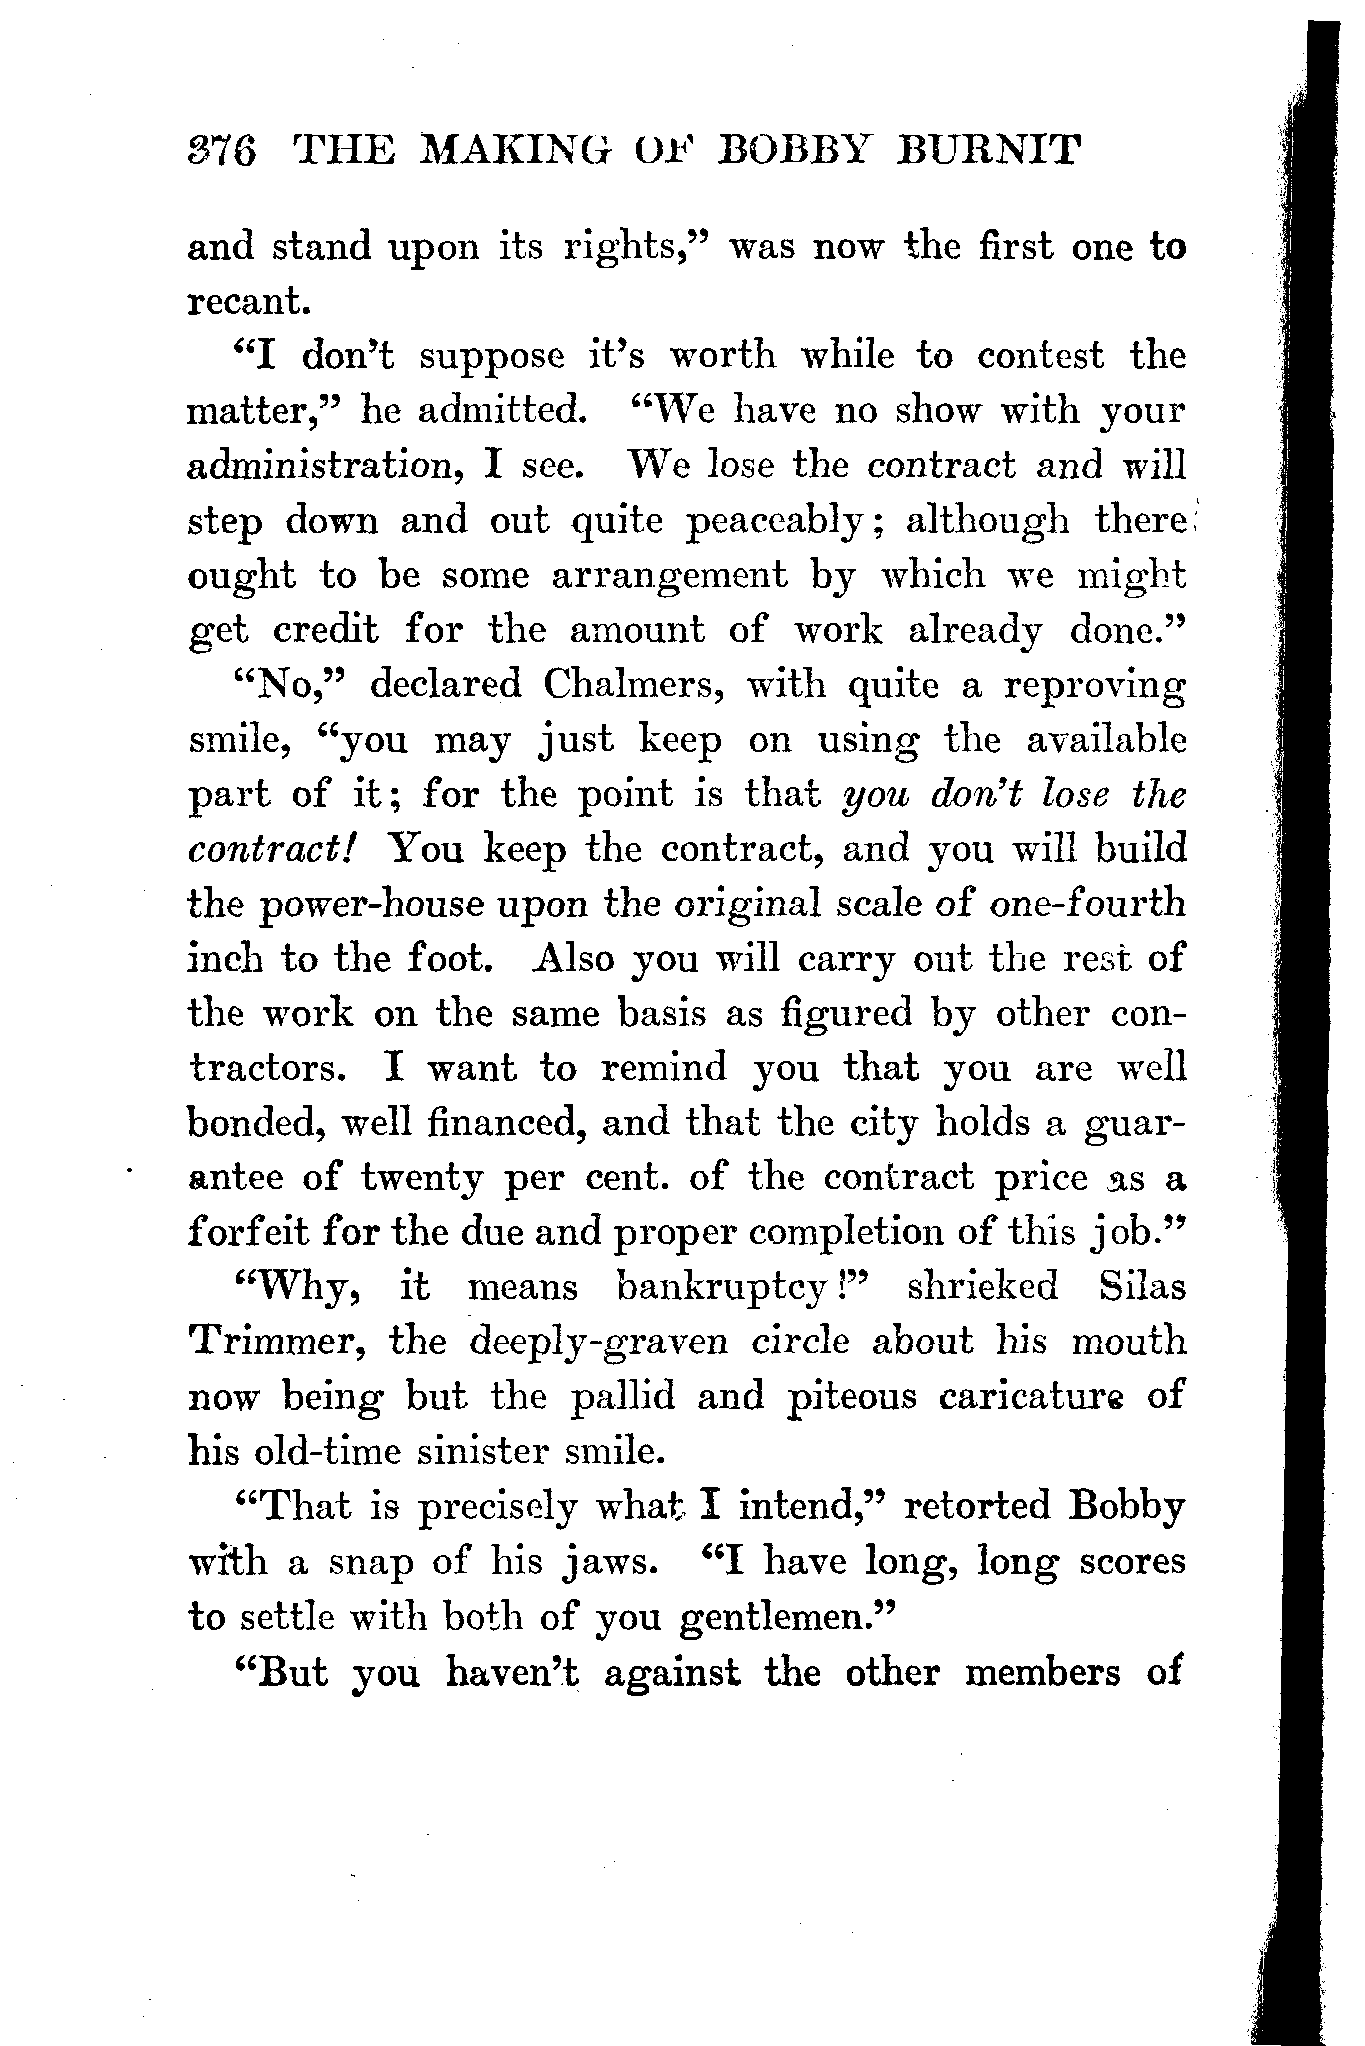 376 THE MAKING OF BOBBY BURNIT
and stand upon its rights,” was now the first one to
recant.
“I don’t suppose it’s worth while to contest the
matter,” he admitted. “We have no show with your
administration, I see. We lose the contract and will
step down and out quite peaceably; although there
ought to be some arrangement by which we might
get credit for the amount of work already done.”
“No,” declared Chalmers, with quite a reproving
smile, “you may just keep on using the available
part of it; for the point is that you don’t lose the
contract! You keep the contract, and you will build
the power-house upon the original scale of one-fourth
inch to the foot. Also you will carry out the rest of
the work on the same basis as figured by other con-
tractors. I want to remind you that you are well
bonded, well financed, and that the city holds a guar-
antee of twenty per cent. of the contract price as a
forfeit for the due and proper completion of this job.”
“Why, it means bankruptcy!” shrieked Silas
Trimmer, the deeply-graven circle about his mouth
now being but the pallid and piteous caricature of
his old-time sinister smile.
“That is precisely what I intend,” retorted Bobby
with a snap of his jaws. “I have long, long scores
to settle with both of you gentlemen.”
“But you haven’t against the other members of